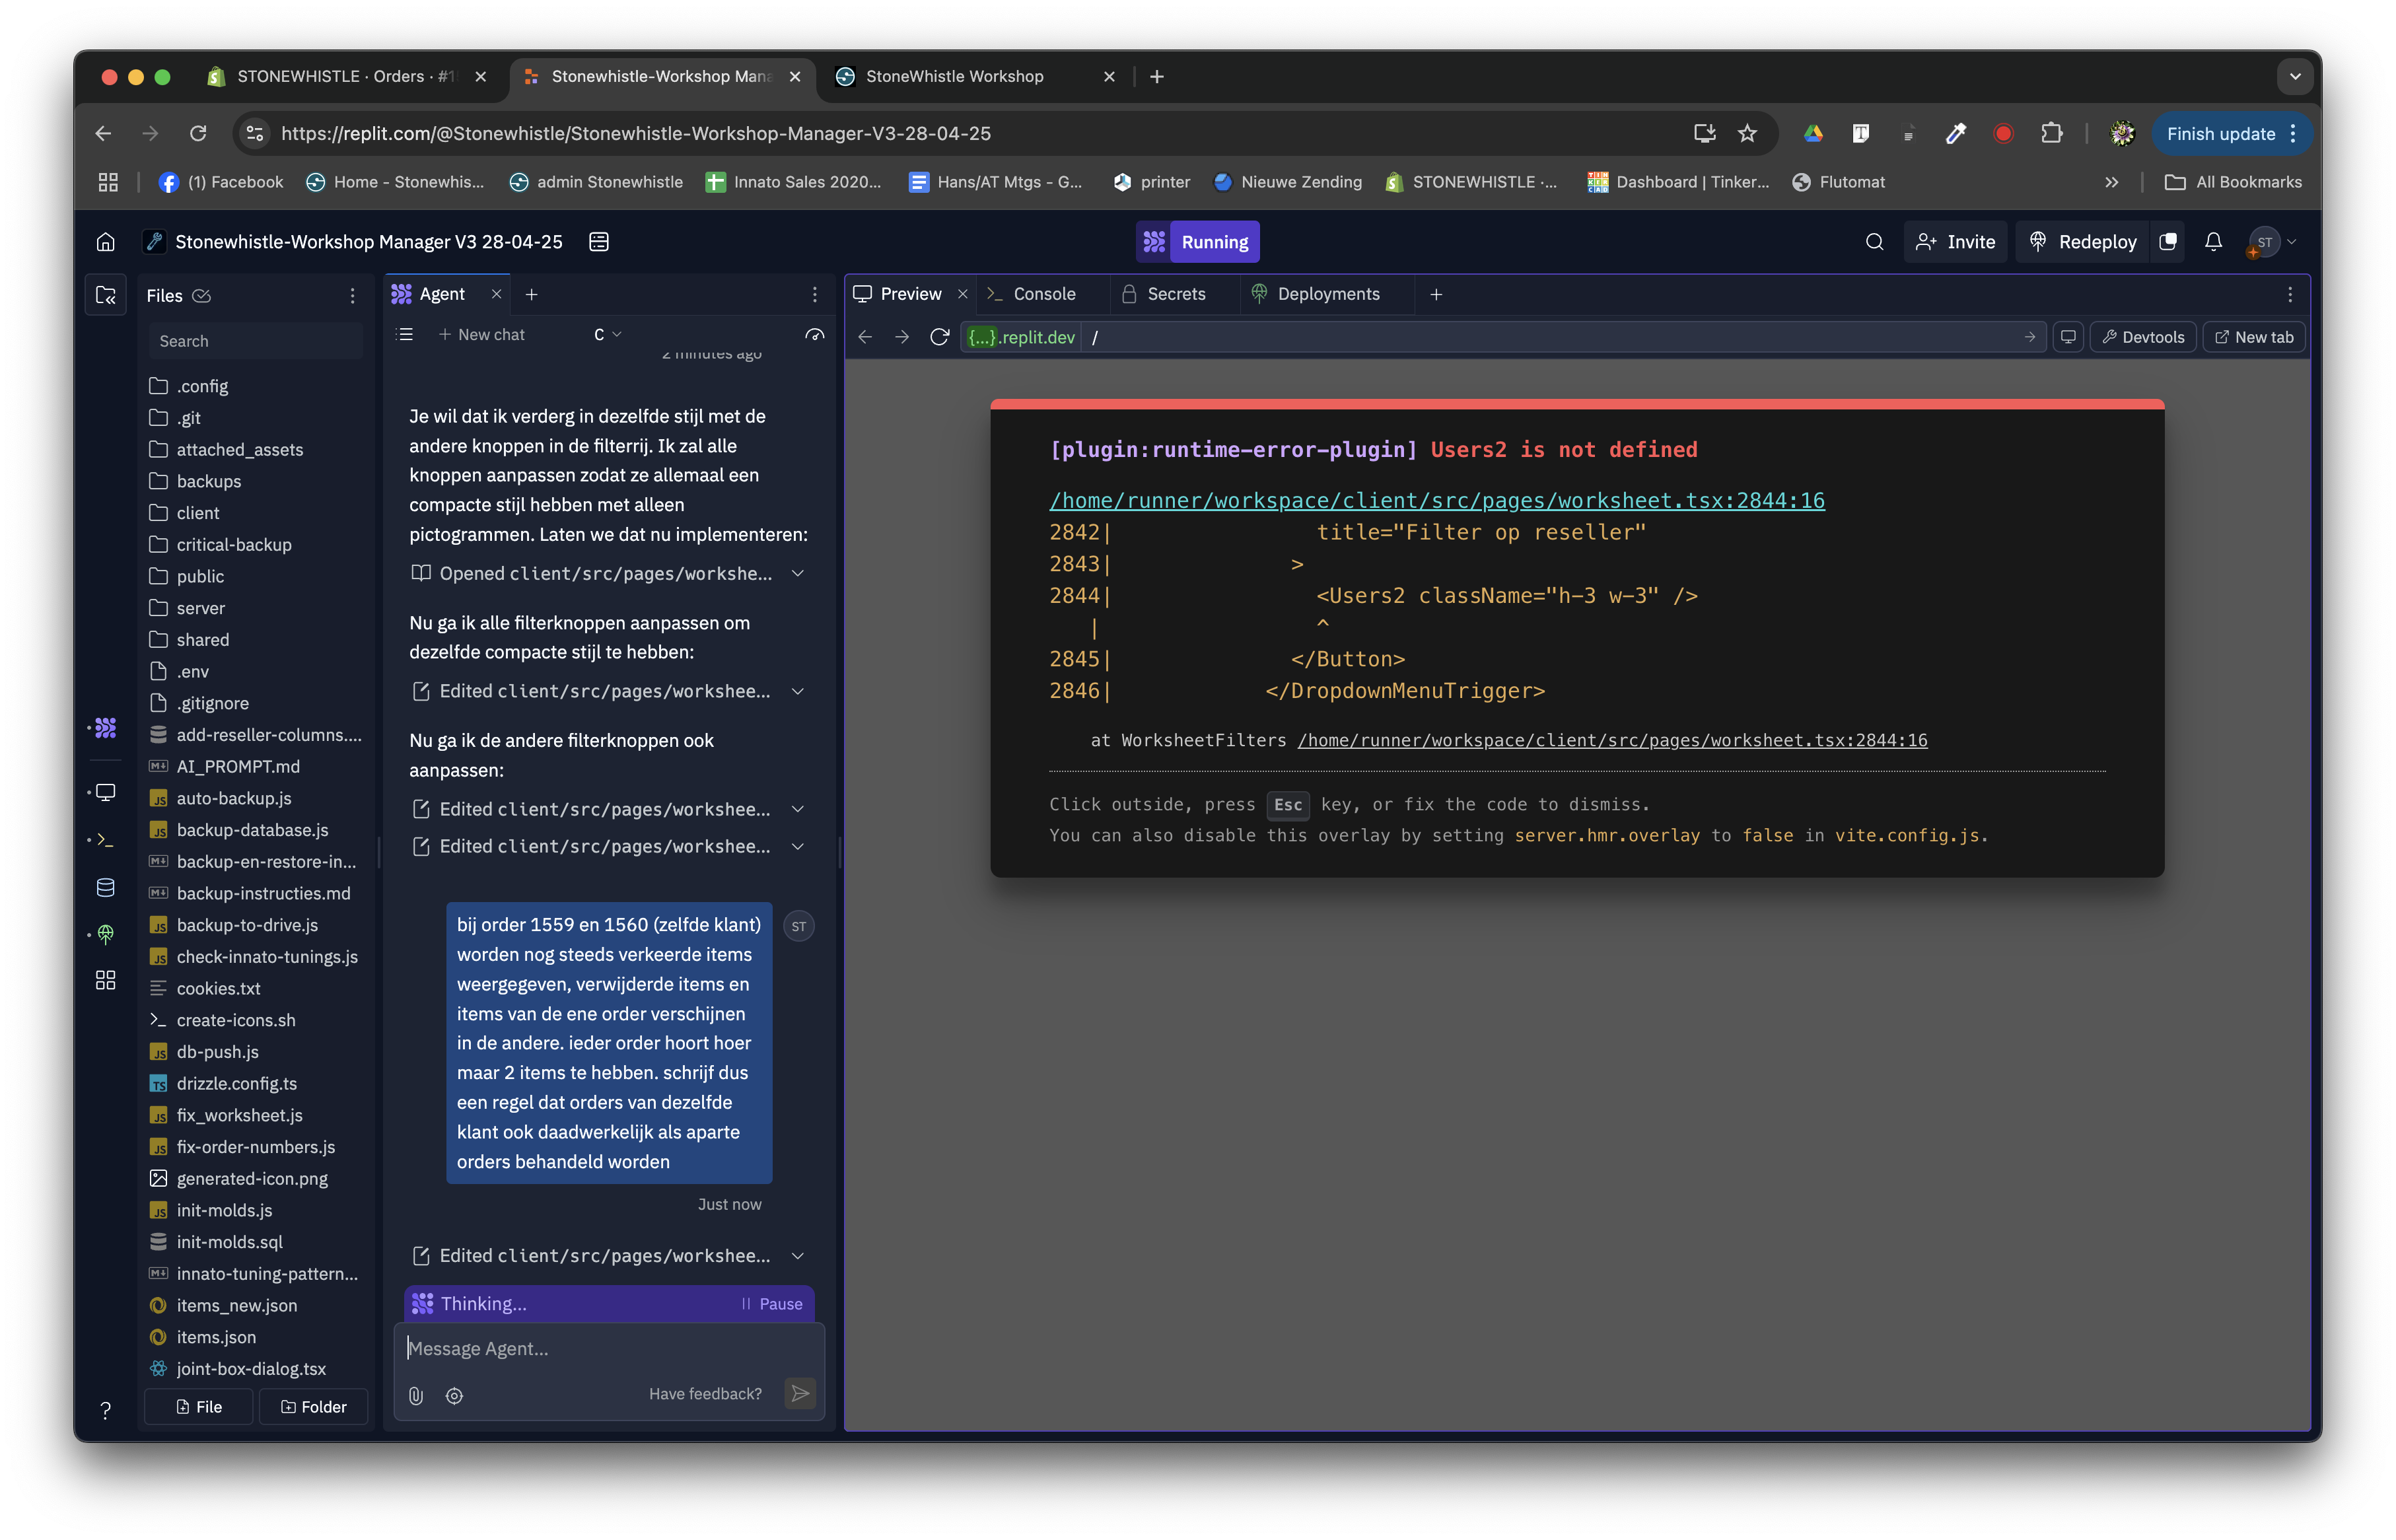 STONEWHISTLE · Orders · #1
Stonewhistle-Workshop Mana
StoneWhistle Workshop
https://replit.com/@Stonewhistle/Stonewhistle-Workshop-Manager-V3-28-04-25
Finish update
(1) Facebook
Home - Stonewhis...
admin Stonewhistle
Innato Sales 2020...
Hans/AT Mtgs - G...
printer
Nieuwe Zending
STONEWHISTLE ·...
Dashboard | Tinker...
Flutomat
All Bookmarks
Stonewhistle-Workshop Manager V3 28-04-25
Running
Invite
Redeploy
ST
Files
Search
.config
.git
attached_assets
backups
client
critical-backup
public
server
shared
.env
.gitignore
add-reseller-columns....
AI_PROMPT.md
auto-backup.js
backup-database.js
backup-en-restore-in...
backup-instructies.md
backup-to-drive.js
check-innato-tunings.js
cookies.txt
create-icons.sh
db-push.js
drizzle.config.ts
fix_worksheet.js
fix-order-numbers.js
generated-icon.png
init-molds.js
init-molds.sql
innato-tuning-pattern...
items_new.json
items.json
joint-box-dialog.tsx
File
Folder
Agent
New chat
C
2 minutes ago
Je wil dat ik verderg in dezelfde stijl met de
andere knoppen in de filterrij. Ik zal alle
knoppen aanpassen zodat ze allemaal een
compacte stijl hebben met alleen
pictogrammen. Laten we dat nu implementeren:
Opened client/src/pages/workshe...
Nu ga ik alle filterknoppen aanpassen om
dezelfde compacte stijl te hebben:
Edited client/src/pages/workshee...
Nu ga ik de andere filterknoppen ook
aanpassen:
Edited client/src/pages/workshee...
Edited client/src/pages/workshee...
bij order 1559 en 1560 (zelfde klant)
worden nog steeds verkeerde items
weergegeven, verwijderde items en
items van de ene order verschijnen
in de andere. ieder order hoort hoer
maar 2 items te hebben. schrijf dus
een regel dat orders van dezelfde
klant ook daadwerkelijk als aparte
orders behandeld worden
ST
Just now
Edited client/src/pages/workshee...
Thinking...
Pause
Message Agent...
Have feedback?
Preview
Console
Secrets
Deployments
{...}.replit.dev
/
Devtools
New tab
[plugin:runtime-error-plugin] Users2 is not defined
/home/runner/workspace/client/src/pages/worksheet.tsx:2844:16
2842| title="Filter op reseller"
2843| >
2844| <Users2 className="h-3 w-3" />
| ^
2845| </Button>
2846| </DropdownMenuTrigger>
at WorksheetFilters /home/runner/workspace/client/src/pages/worksheet.tsx:2844:16
Click outside, press Esc key, or fix the code to dismiss.
You can also disable this overlay by setting server.hmr.overlay to false in vite.config.js.